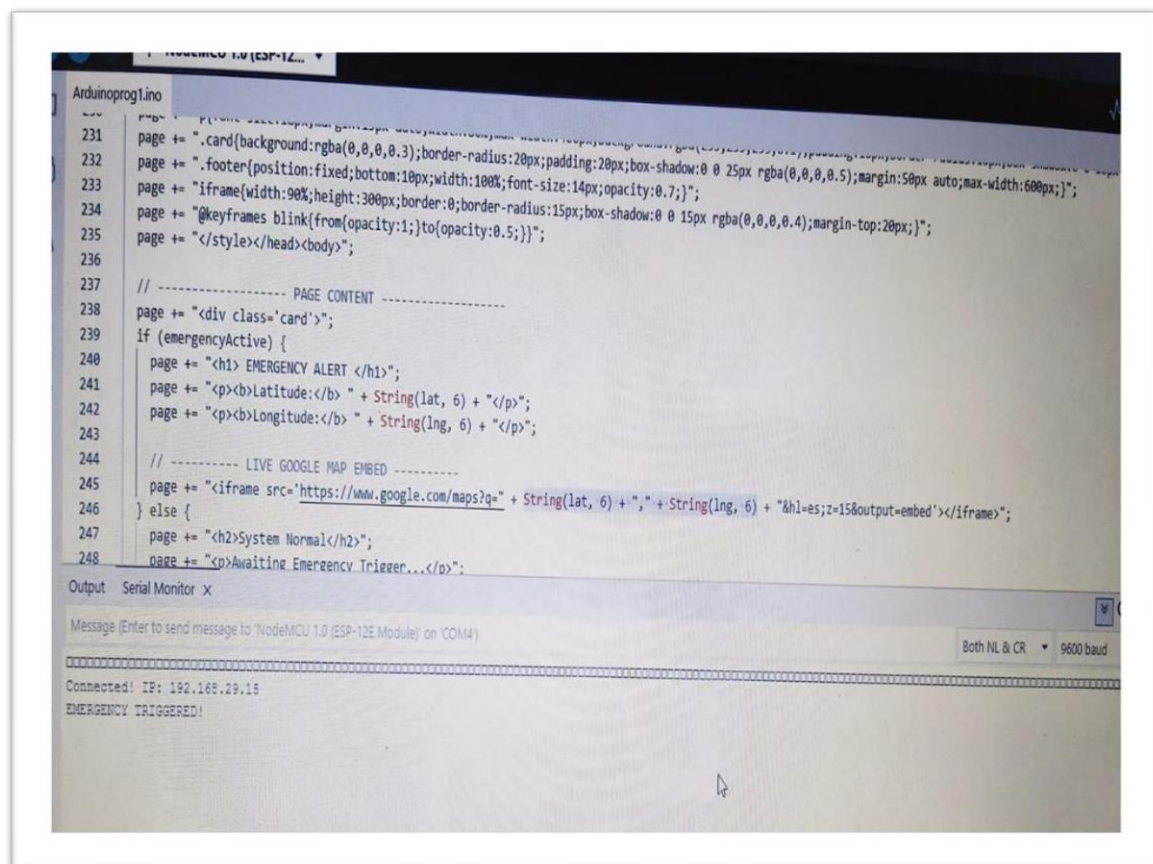 NodeMCU 1.0 (ESP-12...
Arduinoprog1.ino
231 page += ".card{background:rgba(0,0,0,0.3);border-radius:20px;padding:20px;box-shadow:0 0 25px rgba(0,0,0,0.5);margin:50px auto;max-width:600px;}";
232 page += ".footer{position:fixed;bottom:10px;width:100%;font-size:14px;opacity:0.7;}";
233 page += "iframe{width:90%;height:300px;border:0;border-radius:15px;box-shadow:0 0 15px rgba(0,0,0,0.4);margin-top:20px;}";
234 page += "@keyframes blink{from{opacity:1;}to{opacity:0.5;}}";
235 page += "</style></head><body>";
236
237 // ------------------- PAGE CONTENT -------------------
238 page += "<div class='card'>";
239 if (emergencyActive) {
240 page += "<h1> EMERGENCY ALERT </h1>";
241 page += "<p><b>Latitude:</b> " + String(lat, 6) + "</p>";
242 page += "<p><b>Longitude:</b> " + String(lng, 6) + "</p>";
243
244 // ---------- LIVE GOOGLE MAP EMBED ----------
245 page += "<iframe src='https://www.google.com/maps?q=" + String(lat, 6) + "," + String(lng, 6) + "&hl=es;z=15&output=embed'></iframe>";
246 } else {
247 page += "<h2>System Normal</h2>";
248 page += "<p>Awaiting Emergency Trigger...</p>";
Output Serial Monitor X
Message (Enter to send message to 'NodeMCU 1.0 (ESP-12E Module)' on 'COM4')
Both NL & CR 9600 baud
Connected! IP: 192.168.29.15
EMERGENCY TRIGGERED!